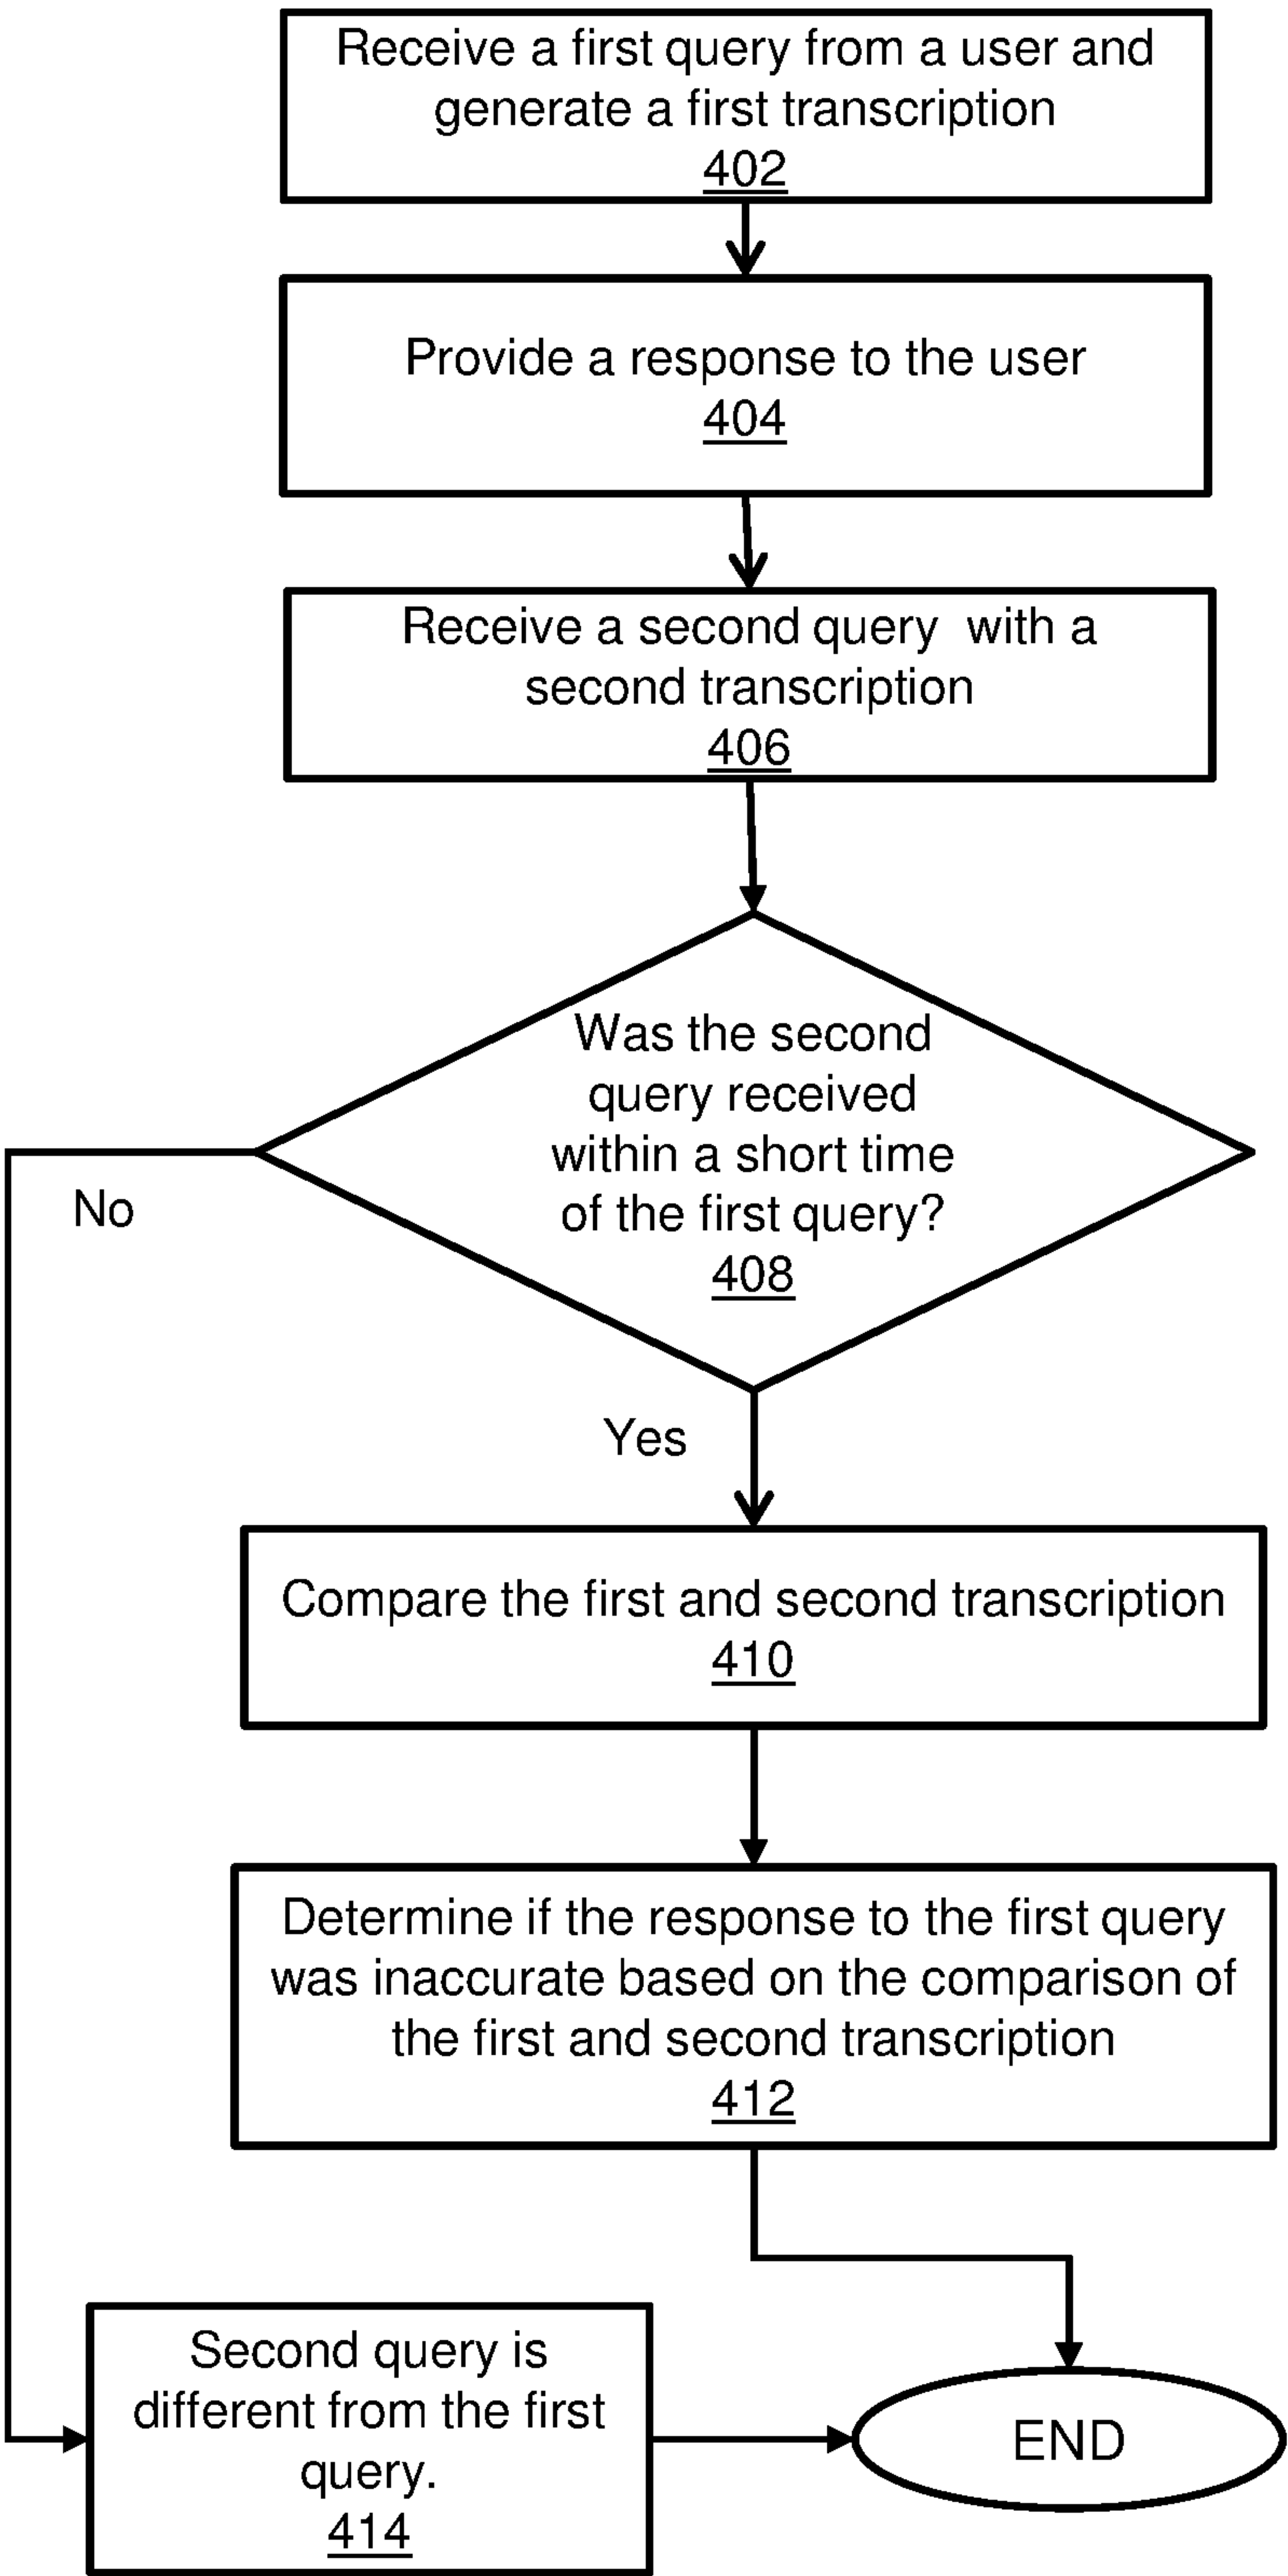 Receive a first query from a user and
generate a first transcription
402
Provide a response to the user
404
Receive a second query with a
second transcription
406
Was the second
query received
within a short time
of the first query?
408
No
Yes
Compare the first and second transcription
410
Determine if the response to the first query
was inaccurate based on the comparison of
the first and second transcription
412
Second query is
different from the first
query.
414
END